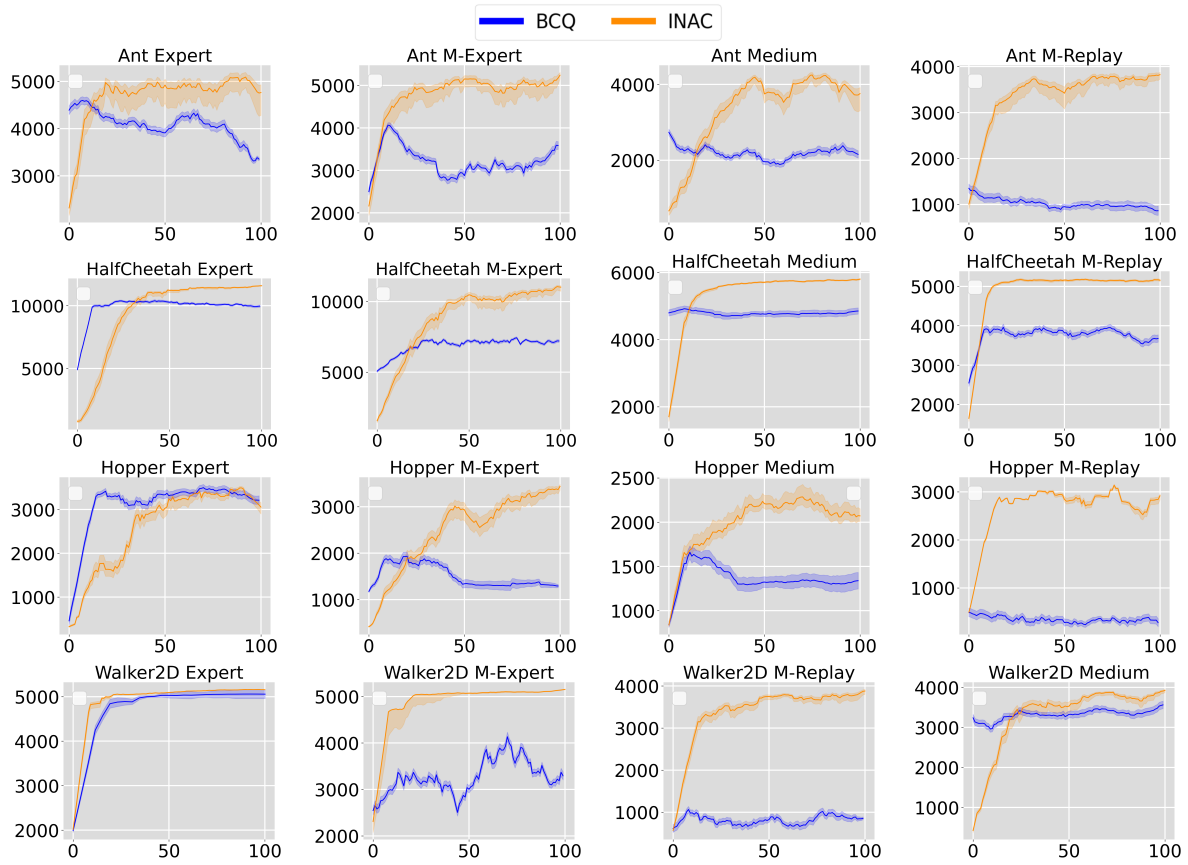 BCQ INAC
Ant Expert Ant M-Expert Ant Medium Ant M-Replay
5000 4000 3000
0 50 100
5000 4000 3000 2000
0 50 100
4000 2000
0 50 100
4000 3000 2000 1000
0 50 100
HalfCheetah Expert HalfCheetah M-Expert HalfCheetah Medium HalfCheetah M-Replay
10000 5000
0 50 100
10000 5000
0 50 100
6000 4000 2000
0 50 100
5000 4000 3000 2000
0 50 100
Hopper Expert Hopper M-Expert Hopper Medium Hopper M-Replay
3000 2000 1000
0 50 100
3000 2000 1000
0 50 100
2500 2000 1500 1000
0 50 100
3000 2000 1000
0 50 100
Walker2D Expert Walker2D M-Expert Walker2D M-Replay Walker2D Medium
5000 4000 3000 2000
0 50 100
5000 4000 3000 2000
0 50 100
4000 3000 2000 1000
0 50 100
4000 3000 2000 1000
0 50 100